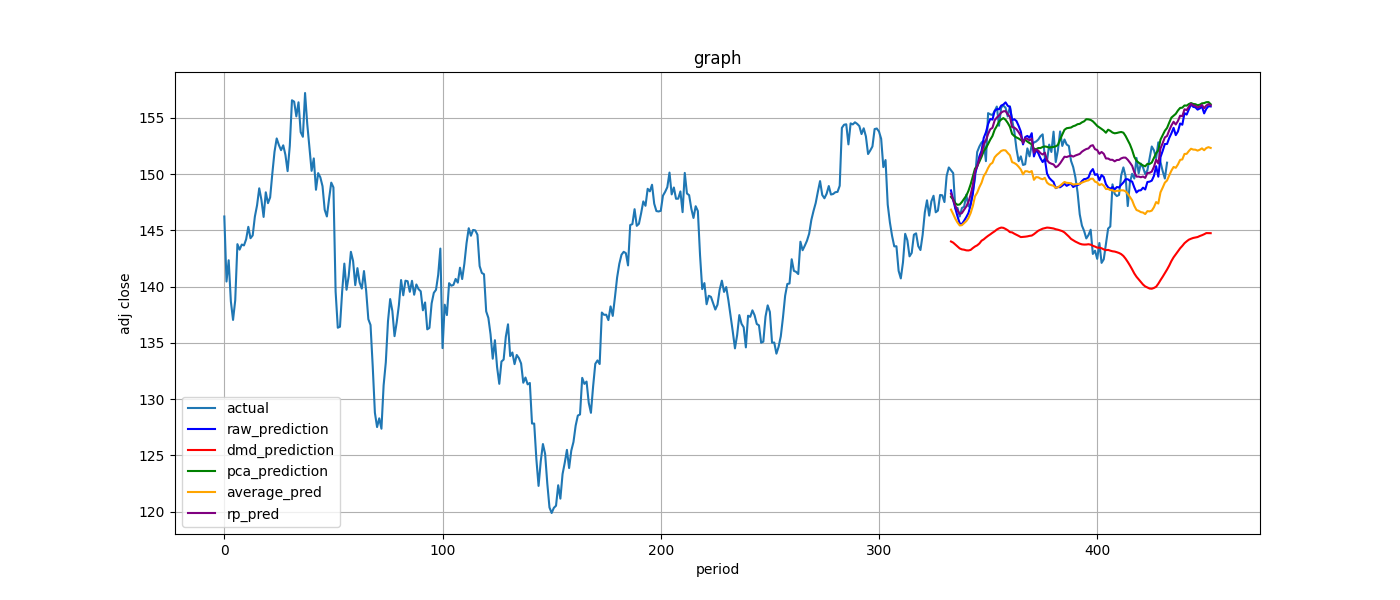 graph
155
150
145
140
135
130
125
120
adj close
actual
raw_prediction
dmd_prediction
pca_prediction
average_pred
rp_pred
0 100 200 300 400
period